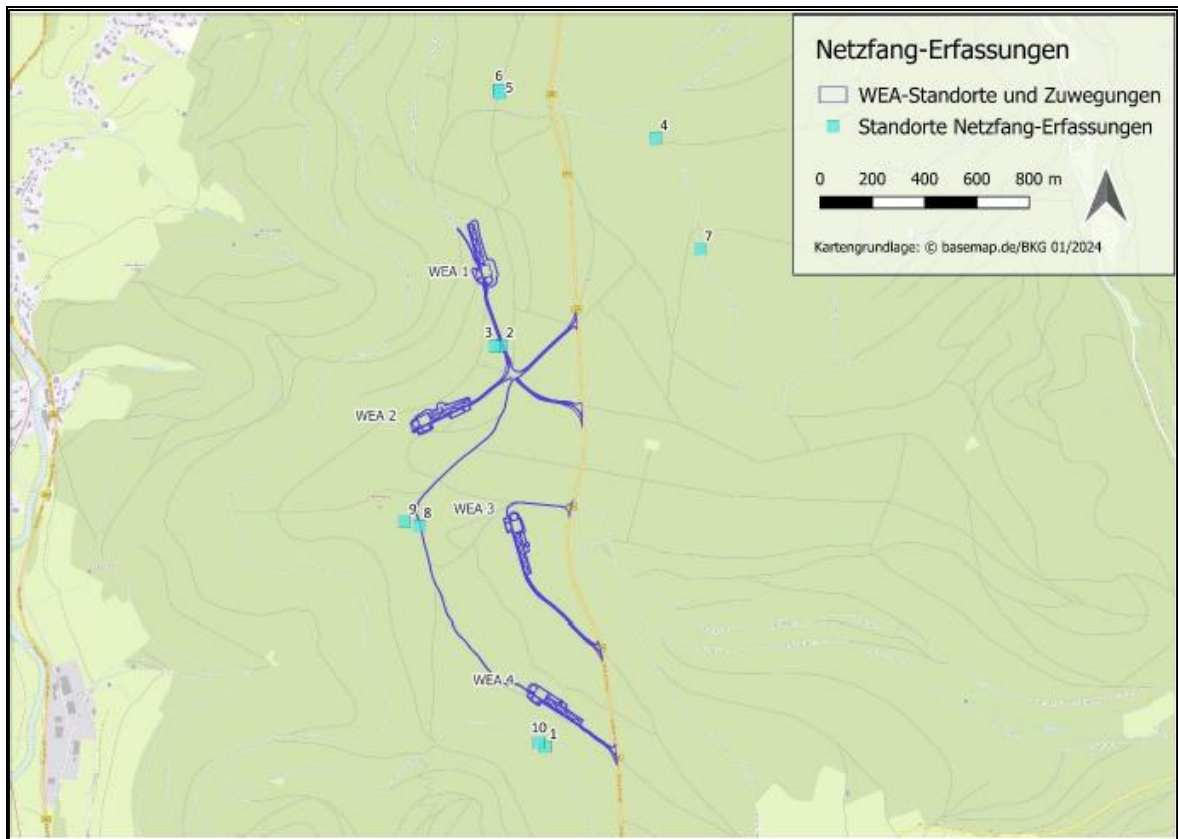 Netzfang-Erfassungen
WEA-Standorte und Zuwegungen
Standorte Netzfang-Erfassungen
0 200 400 600 800 m
Kartengrundlage: © basemap.de/BKG 01/2024
6
5
4
7
WEA 1
3 2
WEA 2
9 8
WEA 3
WEA 4
10 1